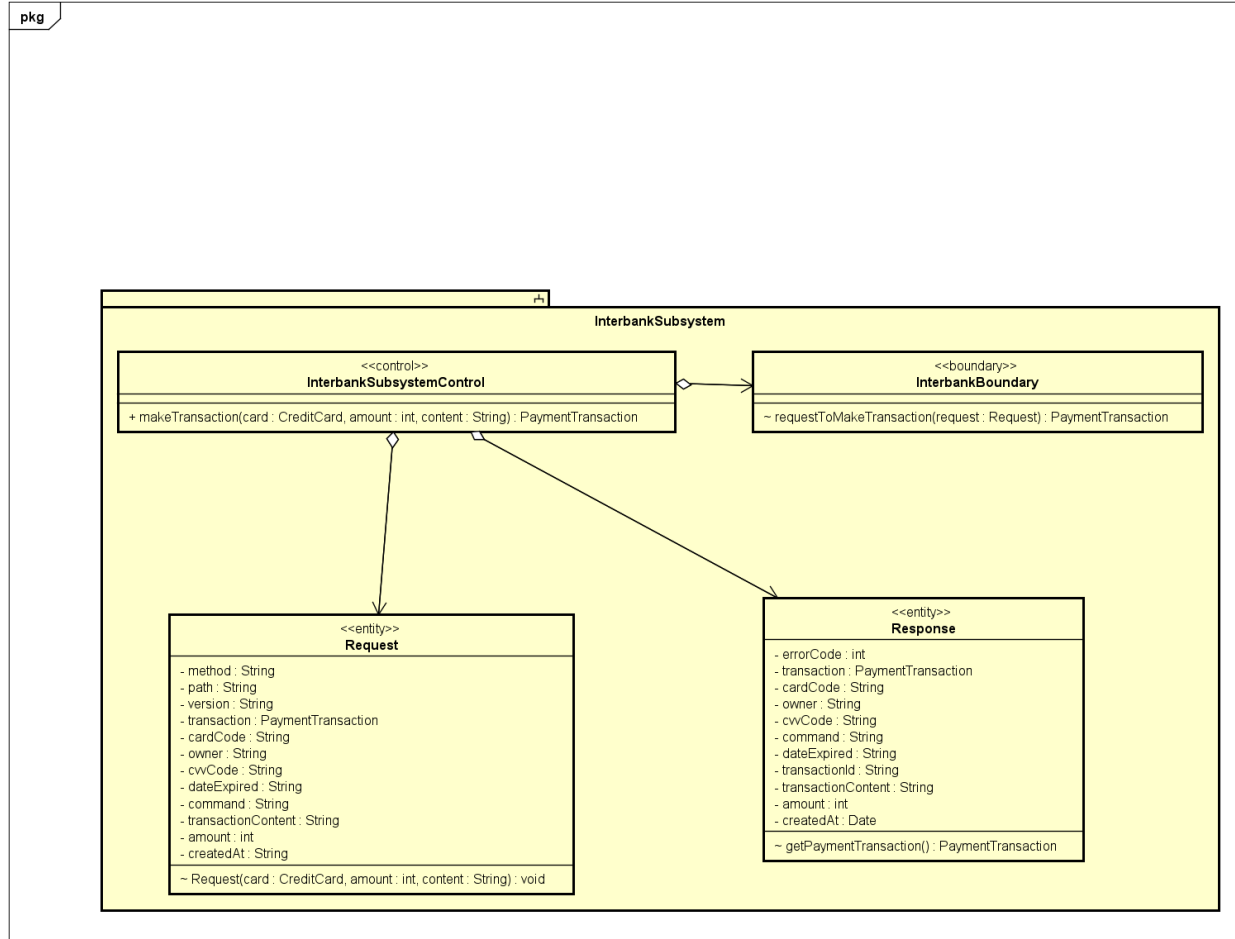 pkg
InterbankSubsystem
<<control>>
InterbankSubsystemControl
+ makeTransaction(card : CreditCard, amount : int, content : String) : PaymentTransaction
<<boundary>>
InterbankBoundary
~ requestToMakeTransaction(request : Request) : PaymentTransaction
<<entity>>
Request
- method : String
- path : String
- version : String
- transaction : PaymentTransaction
- cardCode : String
- owner : String
- cvvCode : String
- dateExpired : String
- command : String
- transactionContent : String
- amount : int
- createdAt : String
~ Request(card : CreditCard, amount : int, content : String) : void
<<entity>>
Response
- errorCode : int
- transaction : PaymentTransaction
- cardCode : String
- owner : String
- cvvCode : String
- command : String
- dateExpired : String
- transactionId : String
- transactionContent : String
- amount : int
- createdAt : Date
~ getPaymentTransaction() : PaymentTransaction